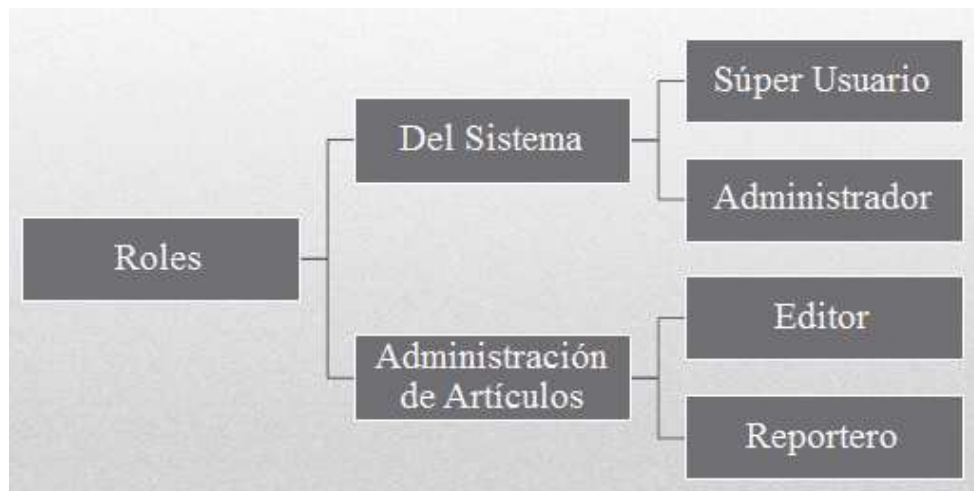 Roles
Del Sistema
Súper Usuario
Administrador
Administración
de Artículos
Editor
Reportero